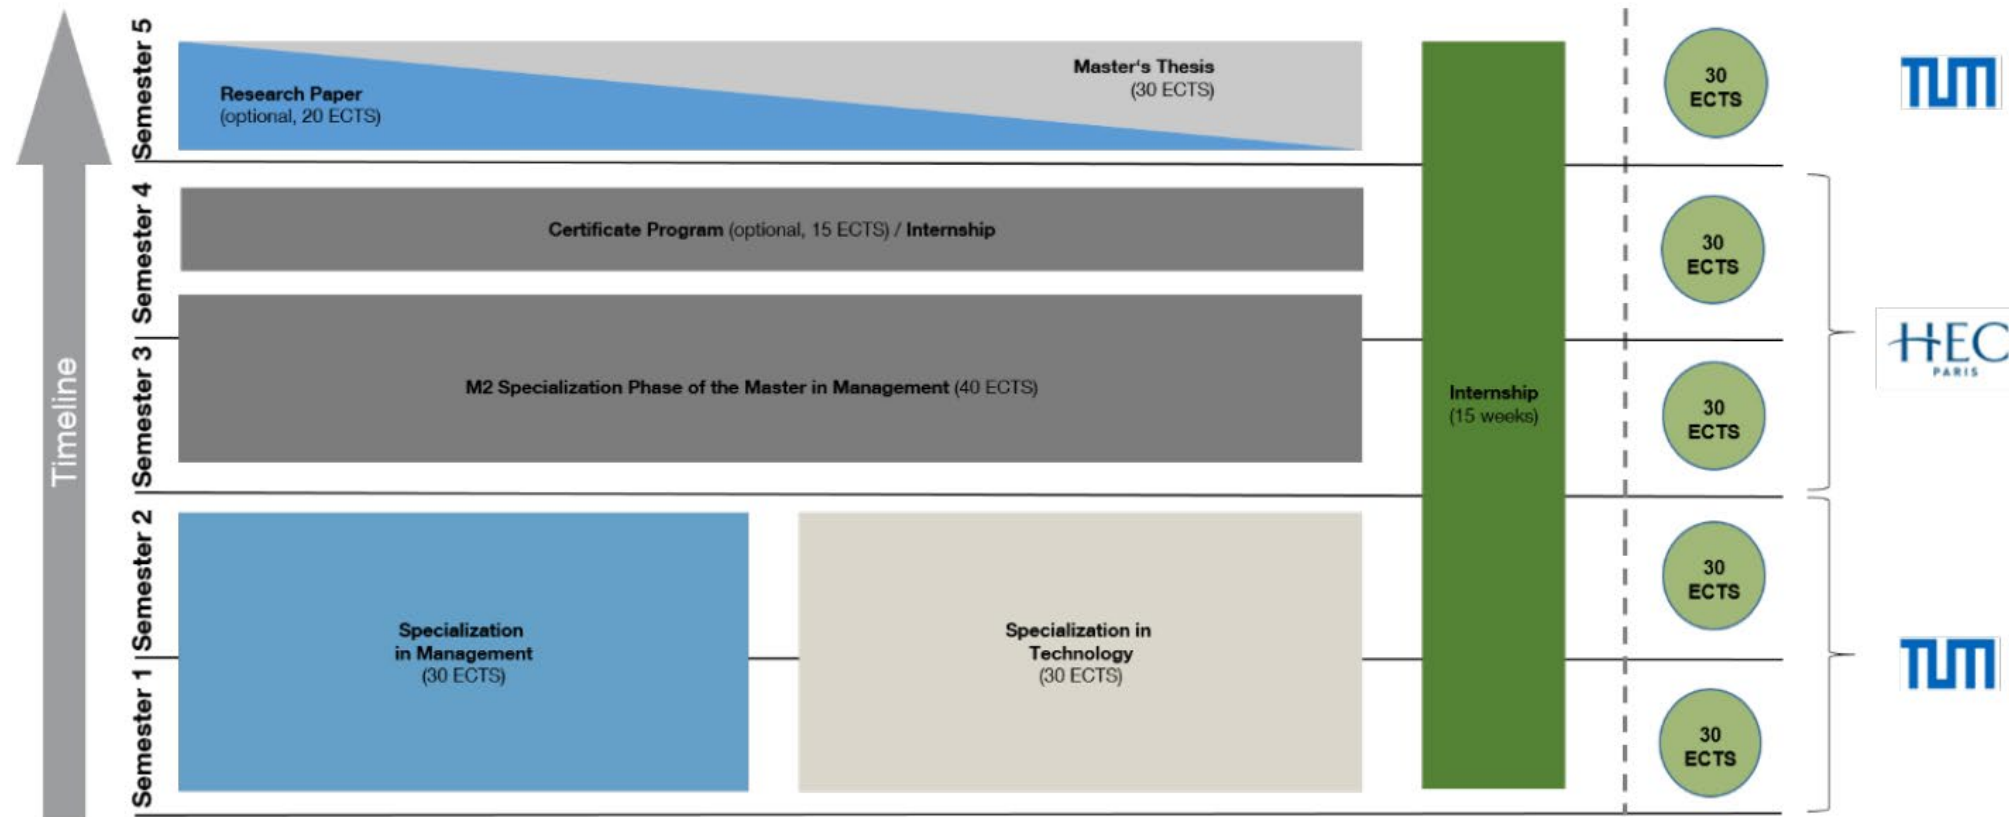 Timeline
Semester 5
Research Paper
(optional, 20 ECTS)
Master's Thesis
(30 ECTS)
30
ECTS
TUM
Semester 4
Certificate Program (optional, 15 ECTS) / Internship
30
ECTS
HEC
PARIS
Semester 3
M2 Specialization Phase of the Master in Management (40 ECTS)
Internship
(15 weeks)
30
ECTS
Semester 2
30
ECTS
Specialization
in Management
(30 ECTS)
Specialization in
Technology
(30 ECTS)
TUM
Semester 1
30
ECTS